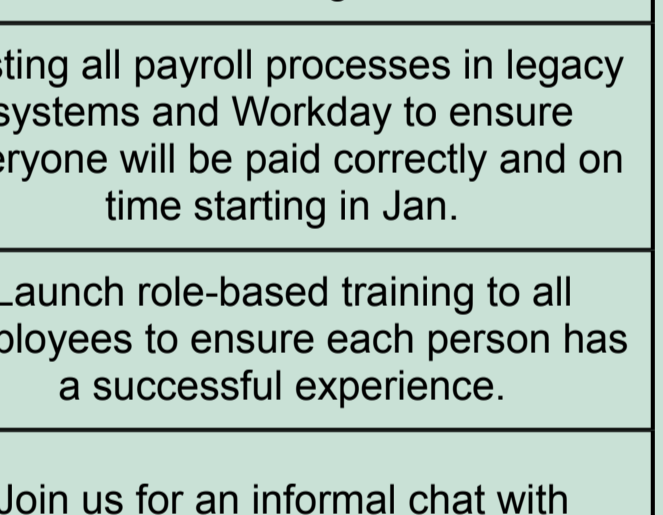 sting all payroll processes in legacy
systems and Workday to ensure
eryone will be paid correctly and on
time starting in Jan.
Launch role-based training to all
ployees to ensure each person has
a successful experience.
Join us for an informal chat with